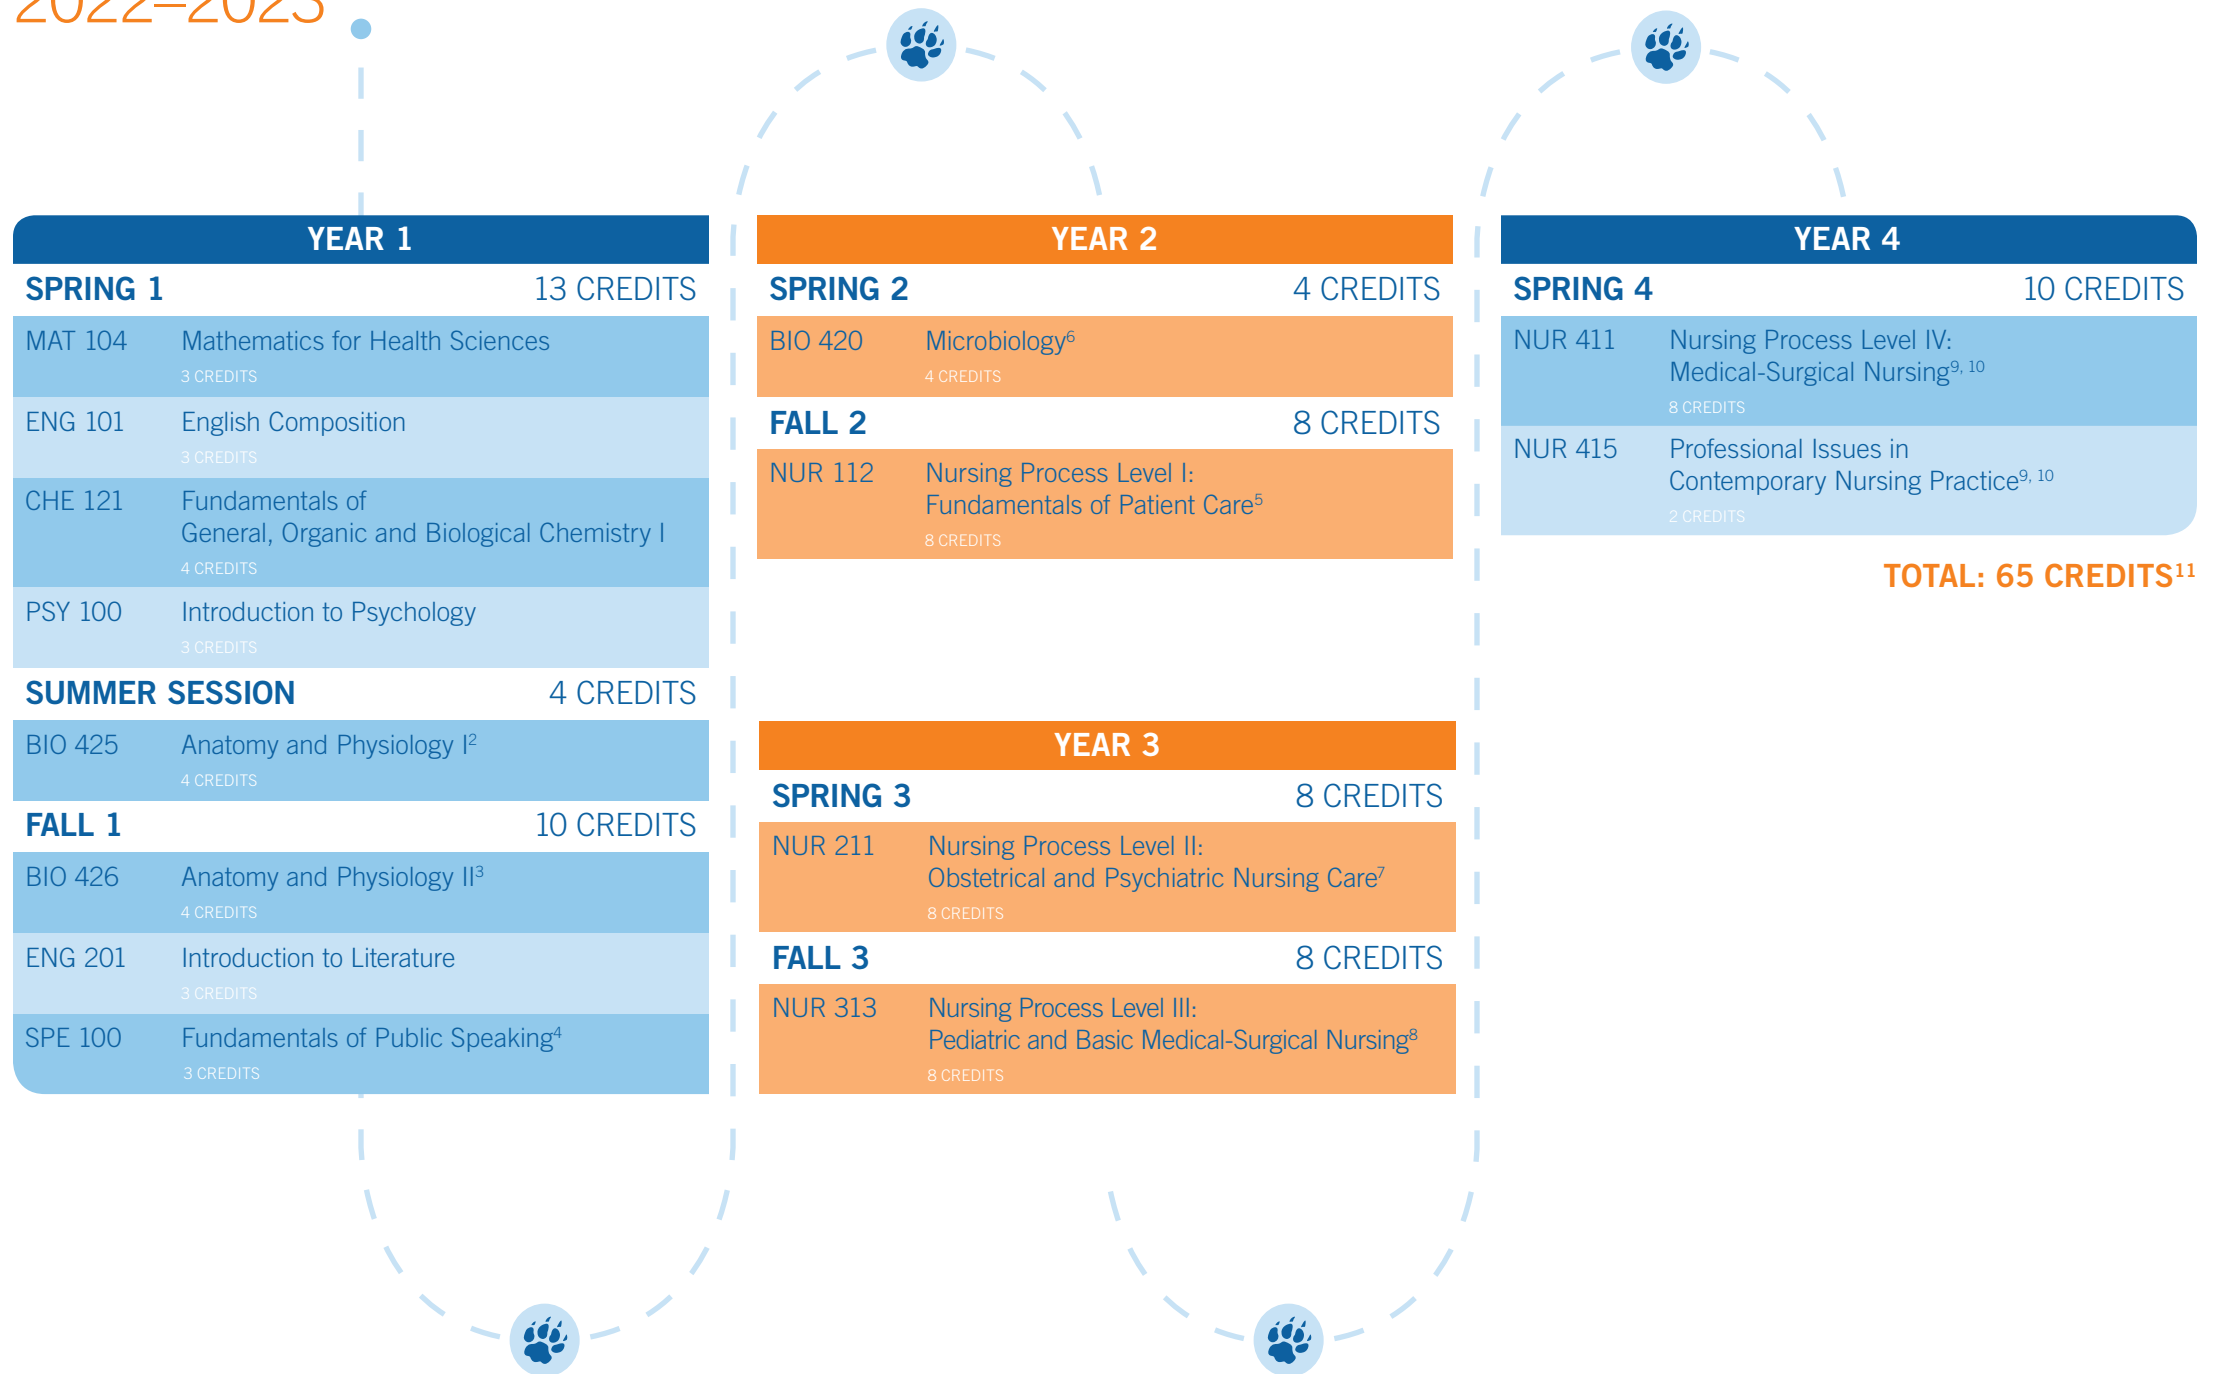 2022–2023
YEAR 1
SPRING 1 13 CREDITS
MAT 104 Mathematics for Health Sciences
3 CREDITS
ENG 101 English Composition
3 CREDITS
CHE 121 Fundamentals of
General, Organic and Biological Chemistry I
4 CREDITS
PSY 100 Introduction to Psychology
3 CREDITS
SUMMER SESSION 4 CREDITS
BIO 425 Anatomy and Physiology I²
4 CREDITS
FALL 1 10 CREDITS
BIO 426 Anatomy and Physiology II³
4 CREDITS
ENG 201 Introduction to Literature
3 CREDITS
SPE 100 Fundamentals of Public Speaking⁴
3 CREDITS
YEAR 2
SPRING 2 4 CREDITS
BIO 420 Microbiology⁶
4 CREDITS
FALL 2 8 CREDITS
NUR 112 Nursing Process Level I:
Fundamentals of Patient Care⁵
8 CREDITS
YEAR 3
SPRING 3 8 CREDITS
NUR 211 Nursing Process Level II:
Obstetrical and Psychiatric Nursing Care⁷
8 CREDITS
FALL 3 8 CREDITS
NUR 313 Nursing Process Level III:
Pediatric and Basic Medical-Surgical Nursing⁸
8 CREDITS
YEAR 4
SPRING 4 10 CREDITS
NUR 411 Nursing Process Level IV:
Medical-Surgical Nursing⁹, ¹⁰
8 CREDITS
NUR 415 Professional Issues in
Contemporary Nursing Practice⁹, ¹⁰
2 CREDITS
TOTAL: 65 CREDITS¹¹